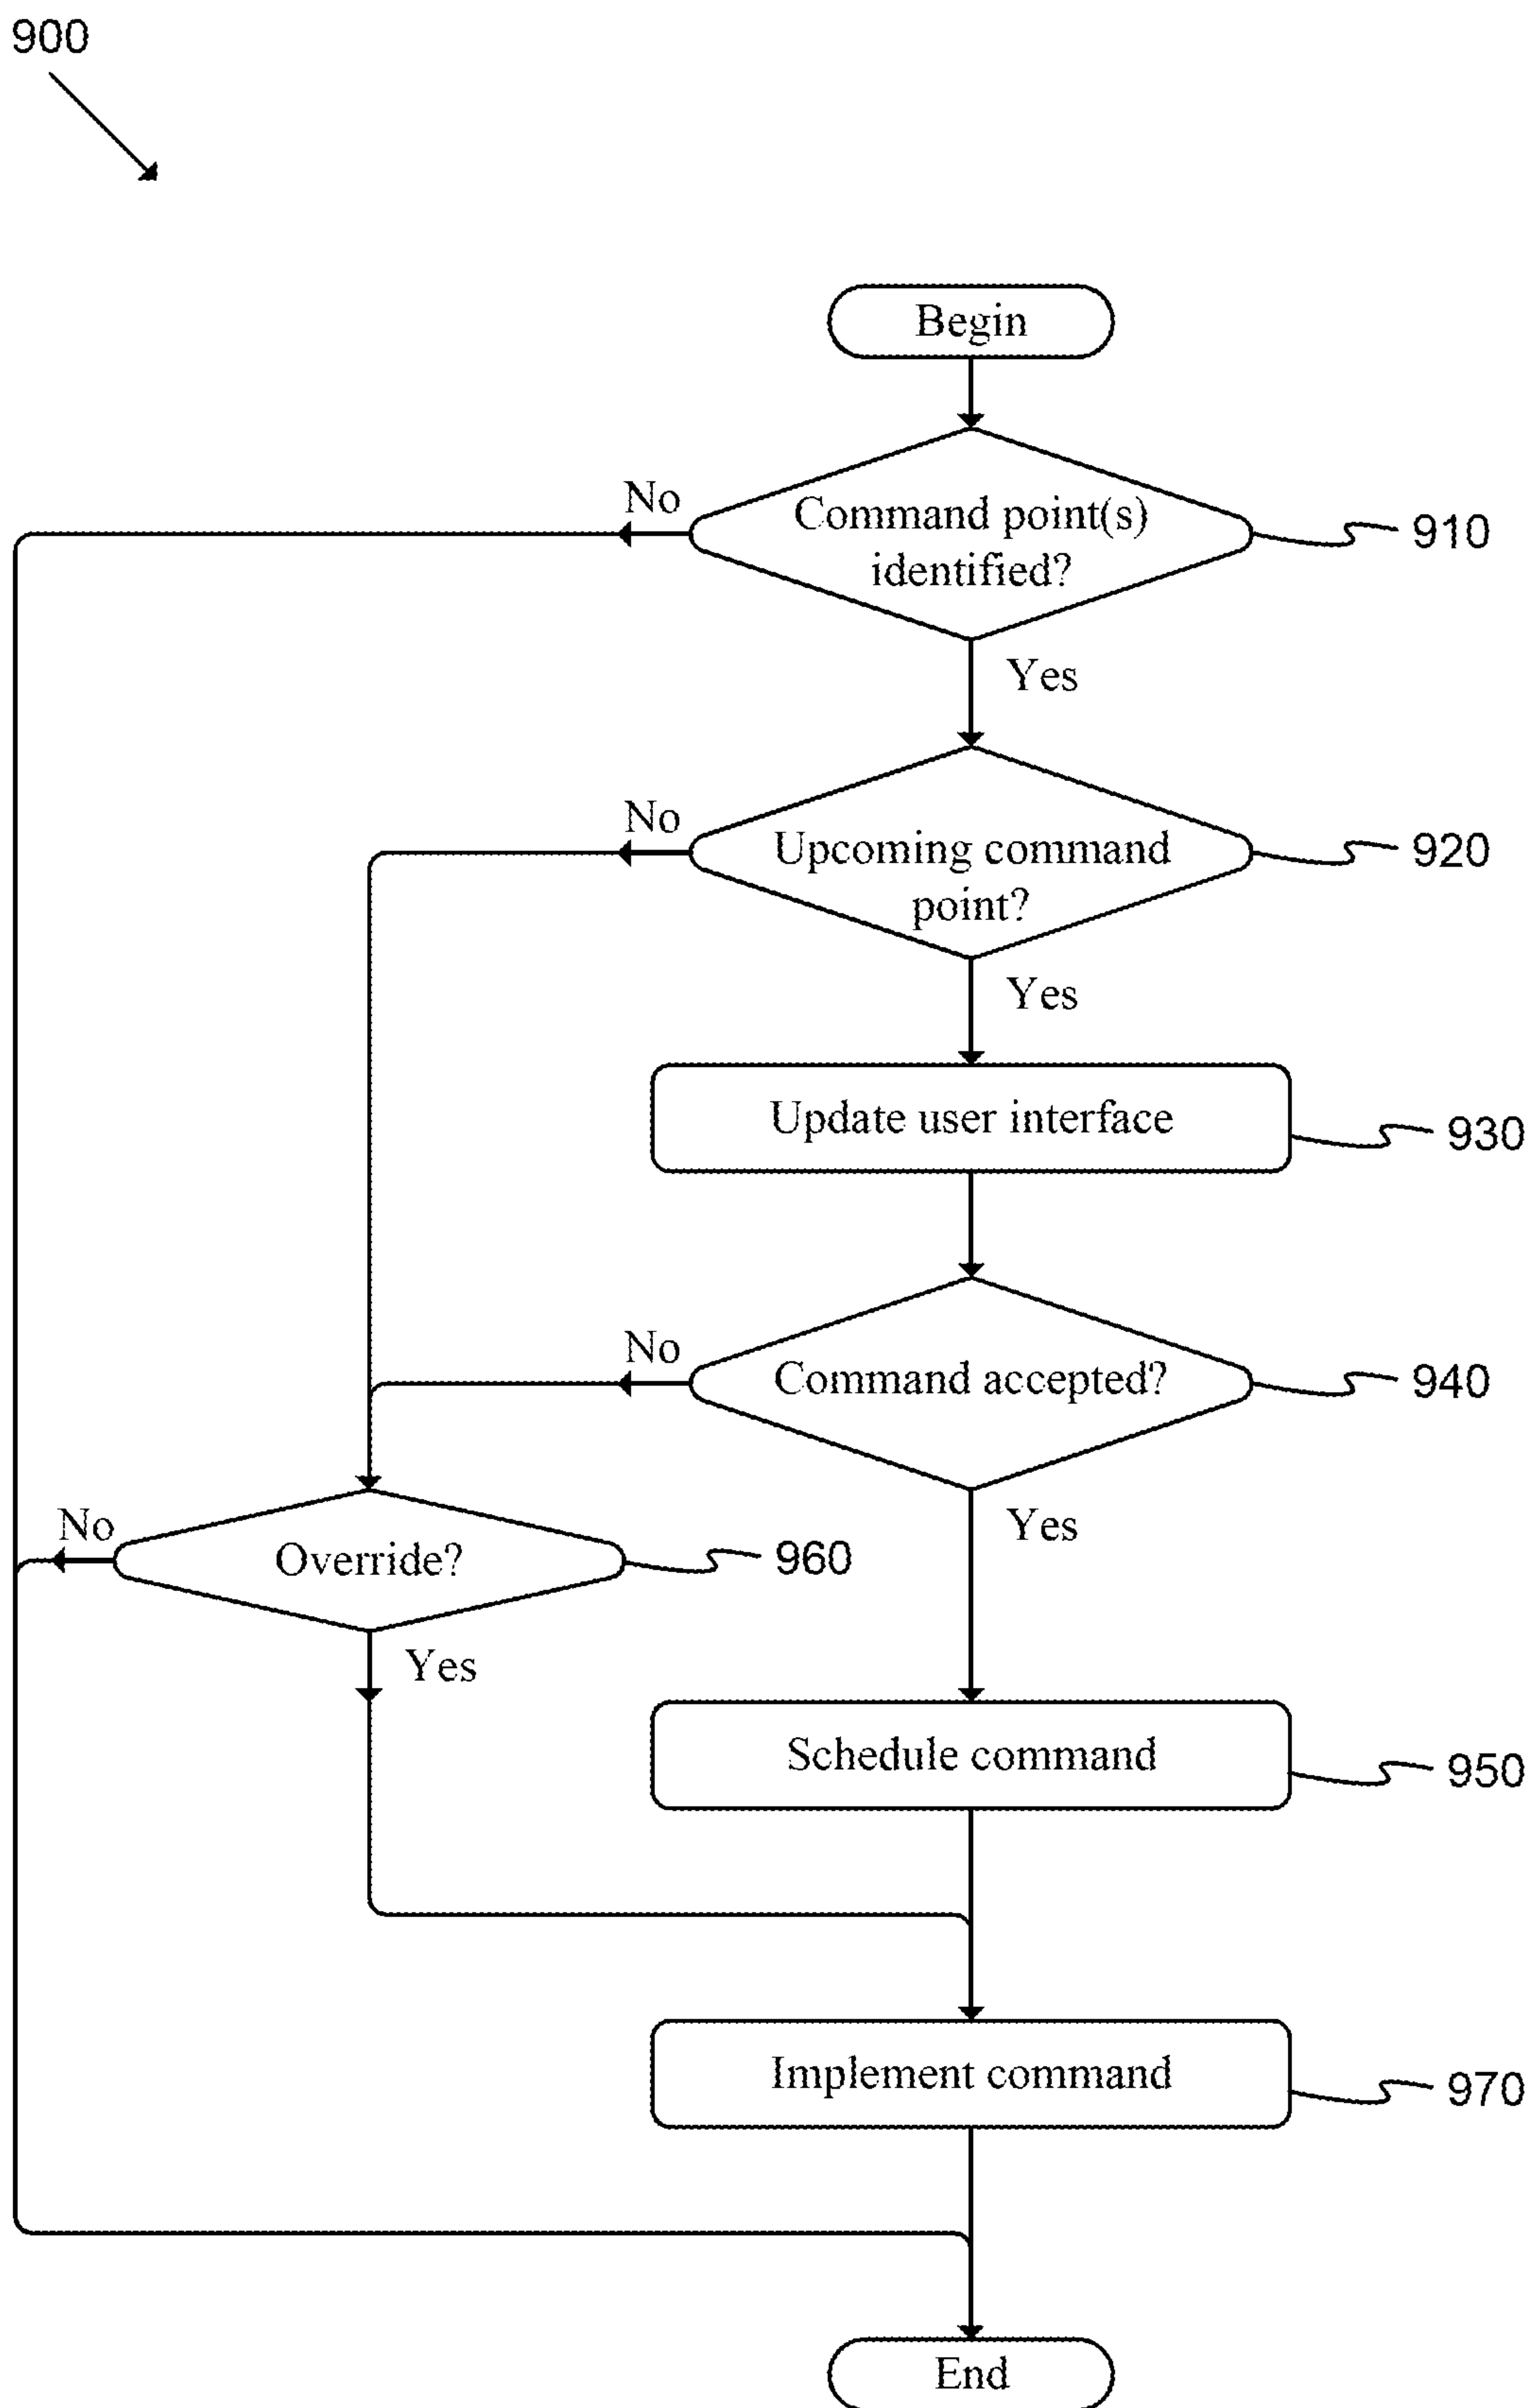 900
Begin
No
Command point(s)
identified?
910
Yes
No
Upcoming command
point?
920
Yes
Update user interface
930
No
Command accepted?
940
No
Override?
960
Yes
Yes
Schedule command
950
Implement command
970
End